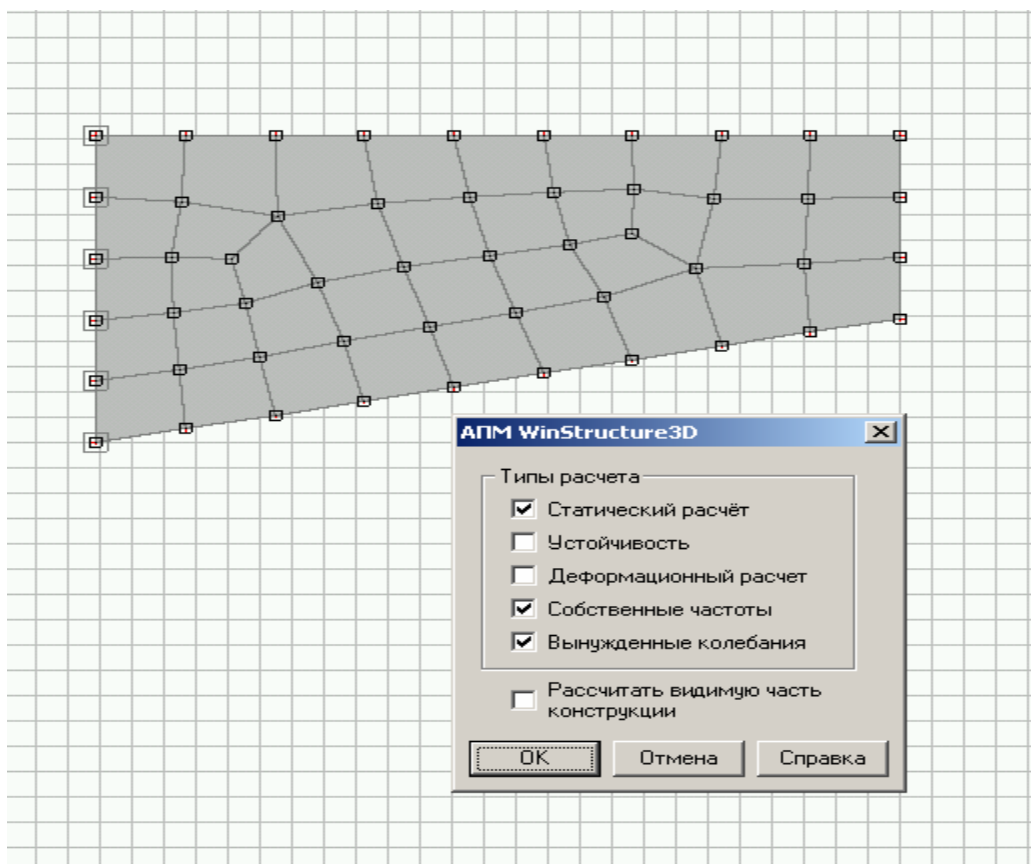 АПМ WinStructure3D
Типы расчета
Статический расчёт
Устойчивость
Деформационный расчет
Собственные частоты
Вынужденные колебания
Рассчитать видимую часть
конструкции
OK
Отмена
Справка